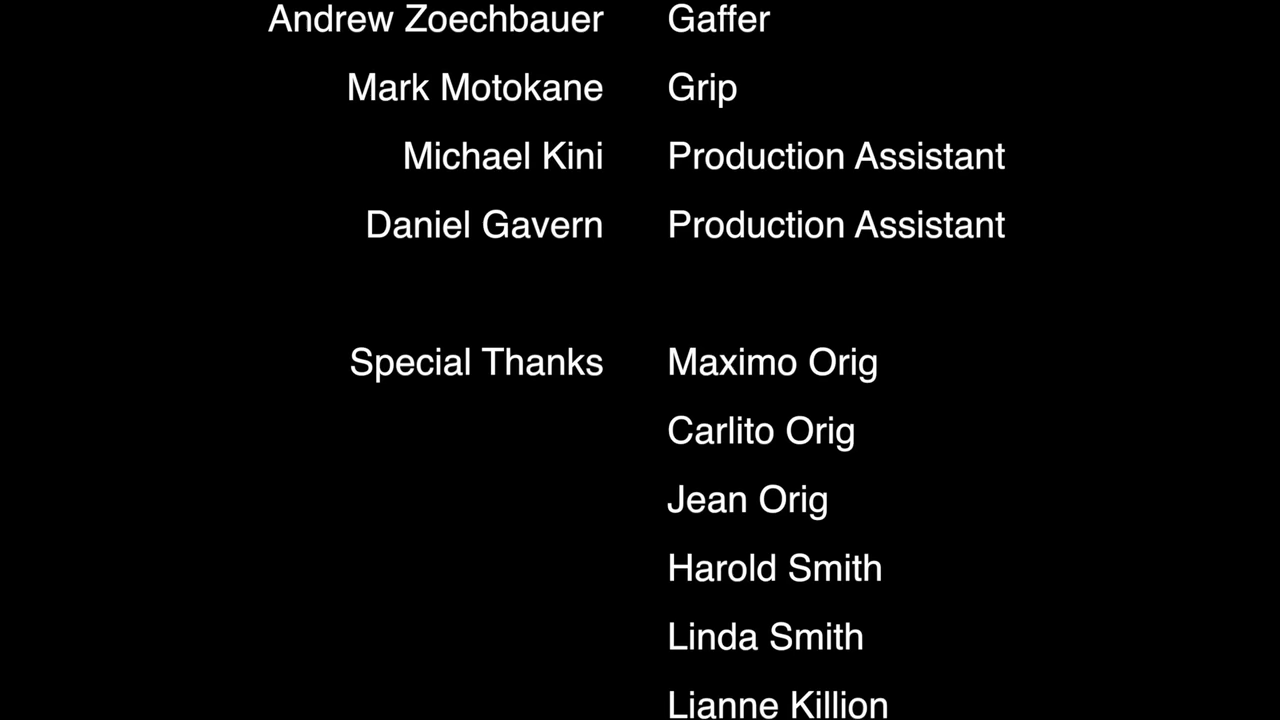 Andrew Zoechbauer Gaffer
Mark Motokane Grip
Michael Kini Production Assistant
Daniel Gavern Production Assistant
Special Thanks Maximo Orig
Carlito Orig
Jean Orig
Harold Smith
Linda Smith
Lianne Killion